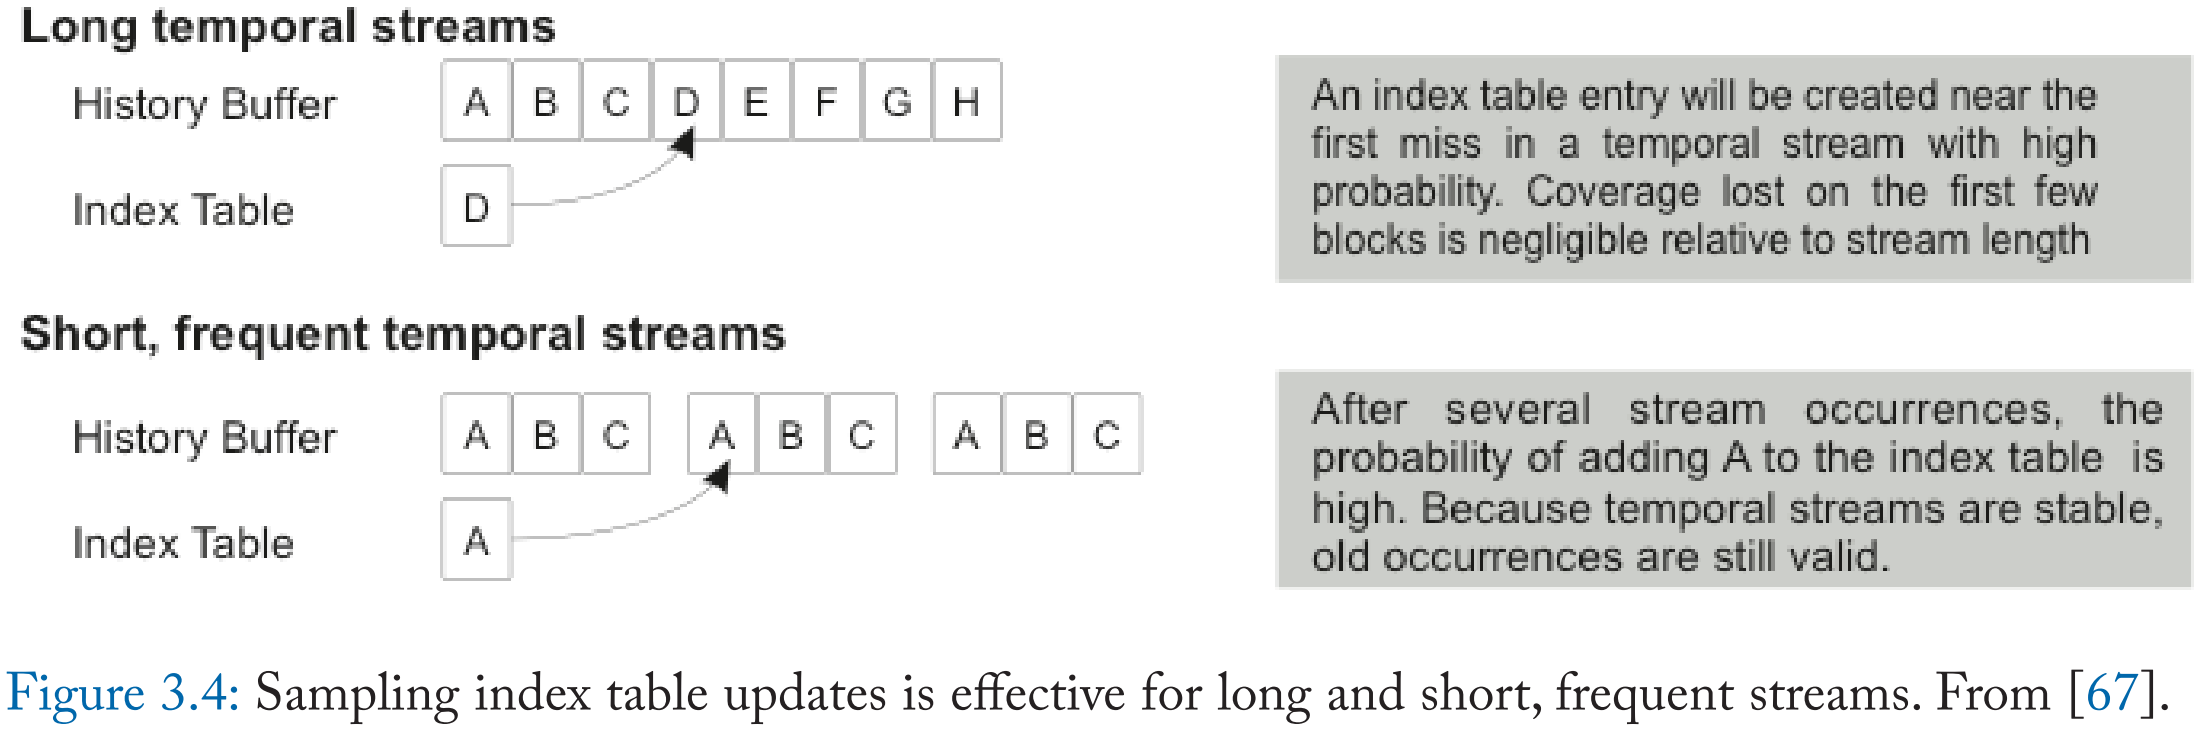 Long temporal streams
History Buffer A B C D E F G H
Index Table D
An index table entry will be created near the
first miss in a temporal stream with high
probability. Coverage lost on the first few
blocks is negligible relative to stream length
Short, frequent temporal streams
History Buffer A B C A B C A B C
Index Table A
After several stream occurrences, the
probability of adding A to the index table is
high. Because temporal streams are stable,
old occurrences are still valid.
Figure 3.4: Sampling index table updates is effective for long and short, frequent streams. From [67].